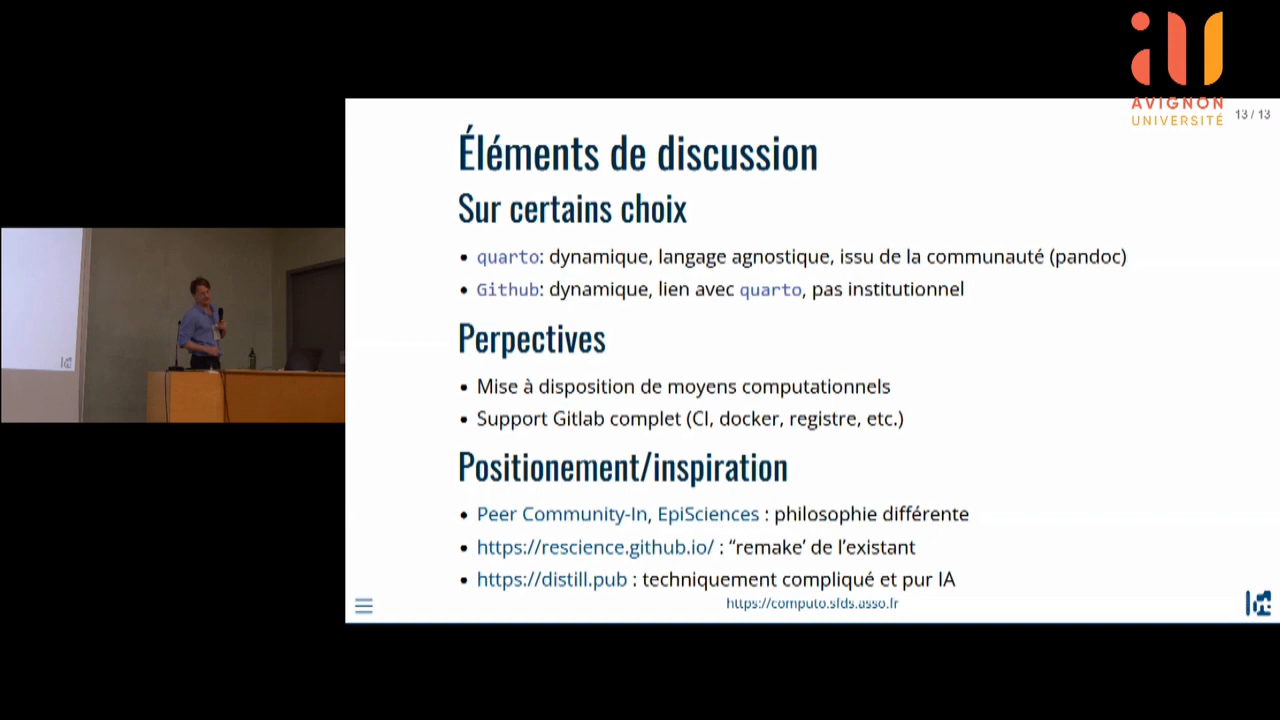 AVIGNON
UNIVERSITÉ
13 / 13
Éléments de discussion
Sur certains choix
• quarto: dynamique, langage agnostique, issu de la communauté (pandoc)
• Github: dynamique, lien avec quarto, pas institutionnel
Perpectives
• Mise à disposition de moyens computationnels
• Support Gitlab complet (CI, docker, registre, etc.)
Positionement/inspiration
• Peer Community-In, EpiSciences : philosophie différente
• https://rescience.github.io/ : “remake’ de l’existant
• https://distill.pub : techniquement compliqué et pur IA
https://computo.sfds.asso.fr